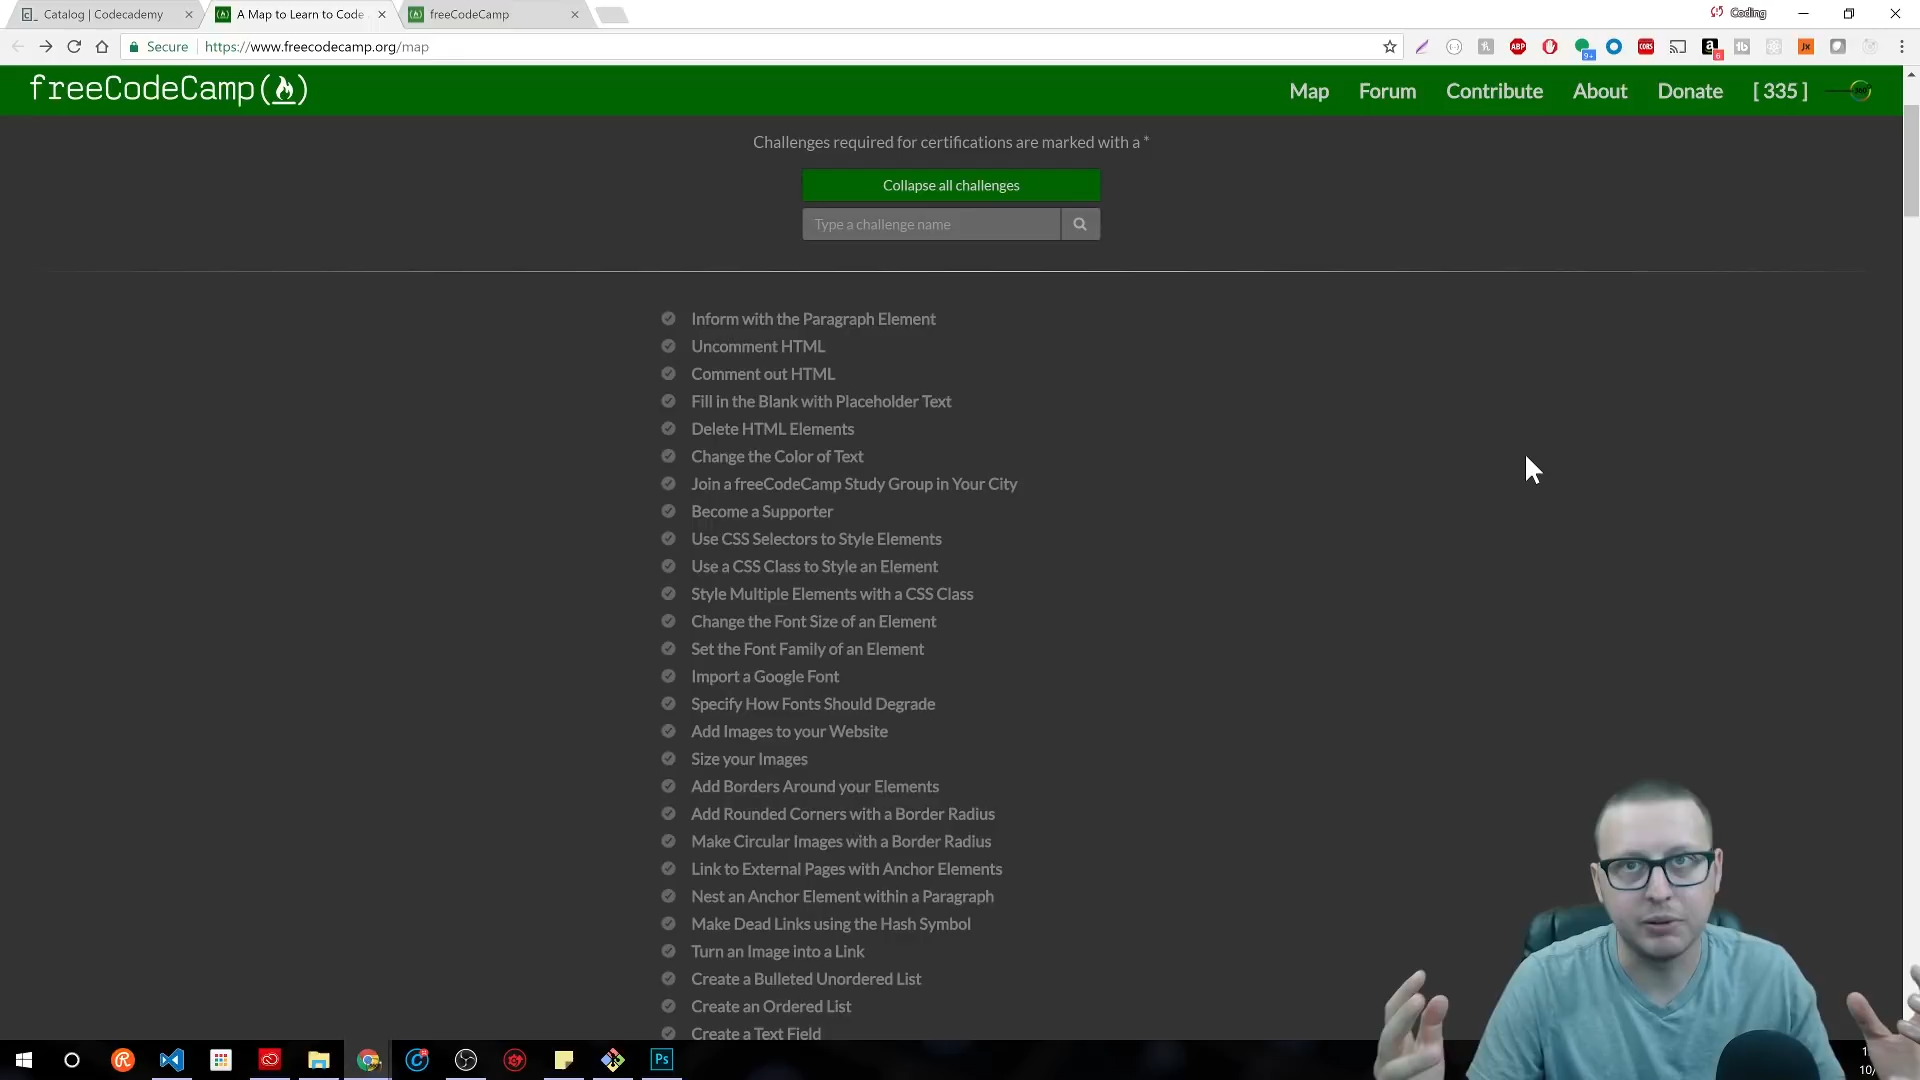 Catalog | Codecademy
A Map to Learn to Code
freeCodeCamp
Coding
Secure
https://www.freecodecamp.org/map
ABP
9+
CORS
a
6
tb
JX
freeCodeCamp
Map
Forum
Contribute
About
Donate
[ 335 ]
Challenges required for certifications are marked with a *
Collapse all challenges
Type a challenge name
Inform with the Paragraph Element
Uncomment HTML
Comment out HTML
Fill in the Blank with Placeholder Text
Delete HTML Elements
Change the Color of Text
Join a freeCodeCamp Study Group in Your City
Become a Supporter
Use CSS Selectors to Style Elements
Use a CSS Class to Style an Element
Style Multiple Elements with a CSS Class
Change the Font Size of an Element
Set the Font Family of an Element
Import a Google Font
Specify How Fonts Should Degrade
Add Images to your Website
Size your Images
Add Borders Around your Elements
Add Rounded Corners with a Border Radius
Make Circular Images with a Border Radius
Link to External Pages with Anchor Elements
Nest an Anchor Element within a Paragraph
Make Dead Links using the Hash Symbol
Turn an Image into a Link
Create a Bulleted Unordered List
Create an Ordered List
Create a Text Field
Ps
10/